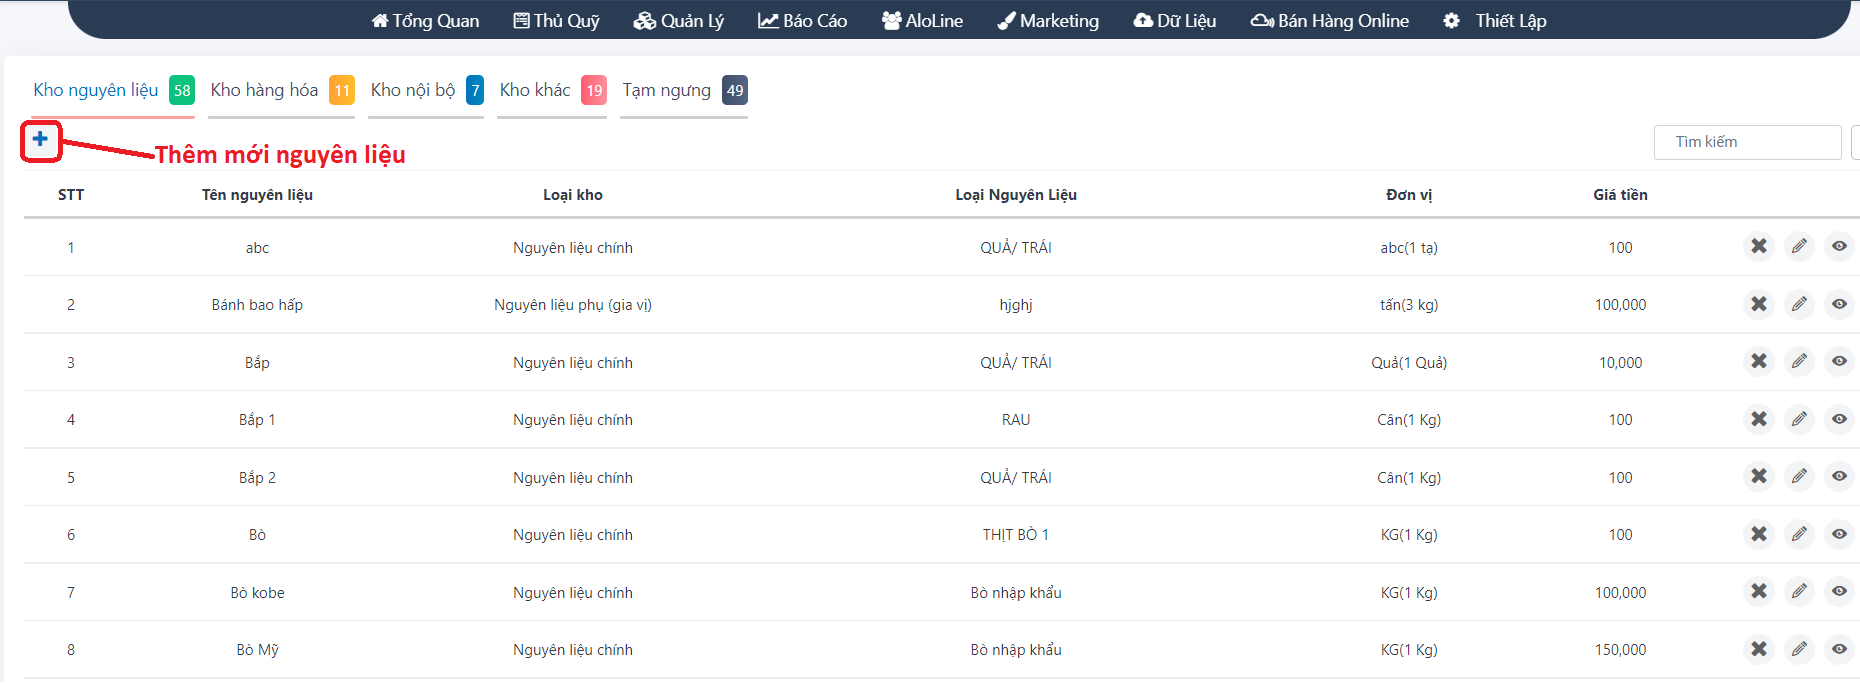 Tổng Quan Thủ Quỹ Quản Lý Báo Cáo AloLine Marketing Dữ Liệu Bán Hàng Online Thiết Lập
Kho nguyên liệu 58 Kho hàng hóa 11 Kho nội bộ 7 Kho khác 19 Tạm ngưng 49
Thêm mới nguyên liệu
Tìm kiếm
STT Tên nguyên liệu Loại kho Loại Nguyên Liệu Đơn vị Giá tiền
1 abc Nguyên liệu chính QUẢ/ TRÁI abc(1 tạ) 100
2 Bánh bao hấp Nguyên liệu phụ (gia vị) hjghj tấn(3 kg) 100,000
3 Bắp Nguyên liệu chính QUẢ/ TRÁI Quả(1 Quả) 10,000
4 Bắp 1 Nguyên liệu chính RAU Cân(1 Kg) 100
5 Bắp 2 Nguyên liệu chính QUẢ/ TRÁI Cân(1 Kg) 100
6 Bò Nguyên liệu chính THỊT BÒ 1 KG(1 Kg) 100
7 Bò kobe Nguyên liệu chính Bò nhập khẩu KG(1 Kg) 100,000
8 Bò Mỹ Nguyên liệu chính Bò nhập khẩu KG(1 Kg) 150,000